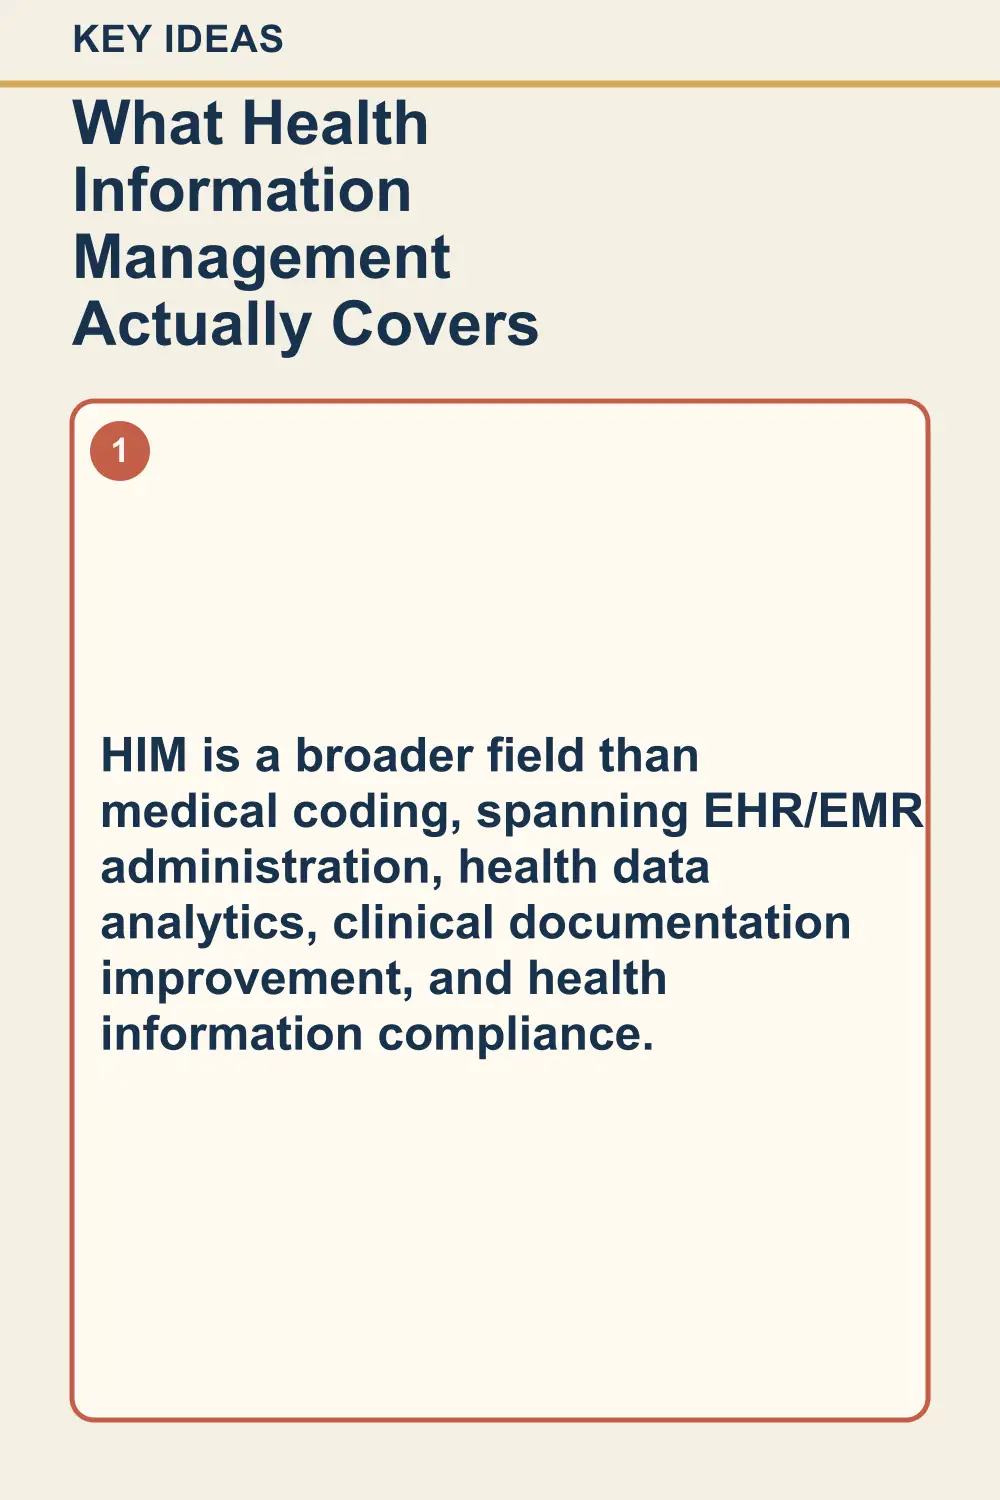 KEY IDEAS
What Health
Information
Management
Actually Covers
1
HIM is a broader field than
medical coding, spanning EHR/EMR
administration, health data
analytics, clinical documentation
improvement, and health
information compliance.